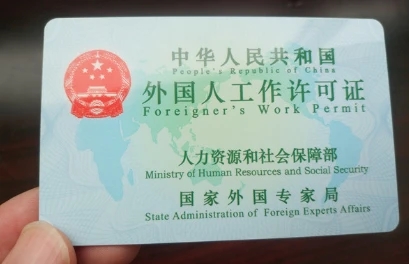 中华人民共和国
People's Republic of China
外国人工作许可证
Foreigner's Work Permit
人力资源和社会保障部
Ministry of Human Resources and Social Security
国家外国专家局
State Administration of Foreign Experts Affairs